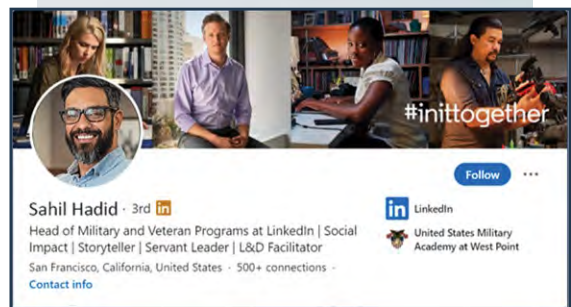 #inittogether
Follow ...
Sahil Hadid · 3rd in
Head of Military and Veteran Programs at LinkedIn | Social
Impact | Storyteller | Servant Leader | L&D Facilitator
San Francisco, California, United States · 500+ connections ·
Contact info
in LinkedIn
United States Military
Academy at West Point